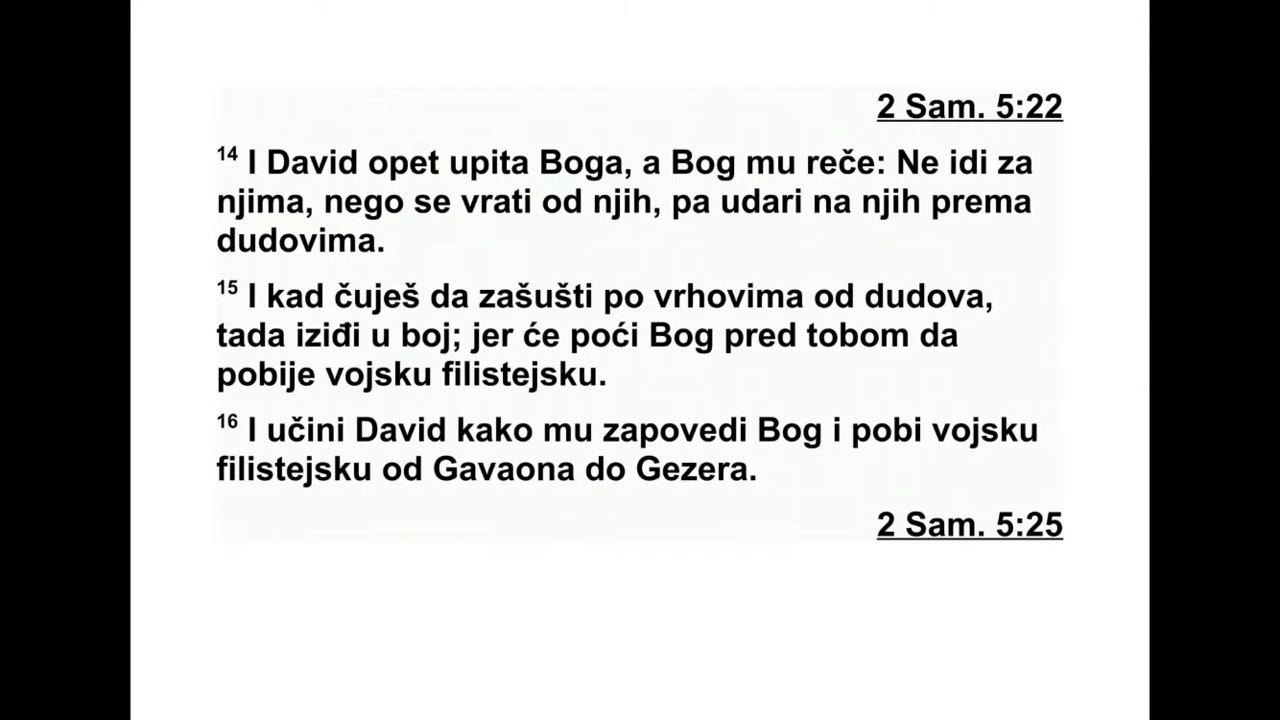 2 Sam. 5:22
14 I David opet upita Boga, a Bog mu reče: Ne idi za
njima, nego se vrati od njih, pa udari na njih prema
dudovima.
15 I kad čuješ da zašušti po vrhovima od dudova,
tada iziđi u boj; jer će poći Bog pred tobom da
pobije vojsku filistejsku.
16 I učini David kako mu zapovedi Bog i pobi vojsku
filistejsku od Gavaona do Gezera.
2 Sam. 5:25